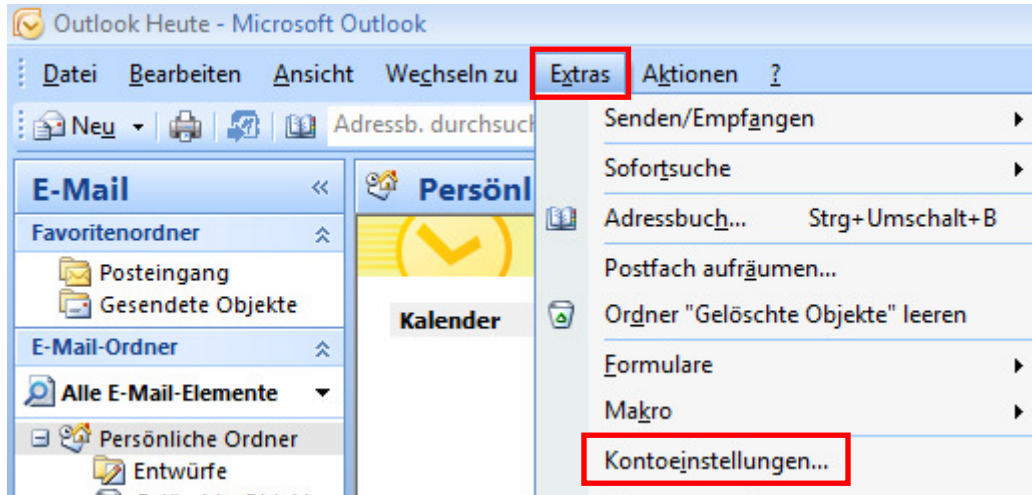 Outlook Heute - Microsoft Outlook
Datei Bearbeiten Ansicht Wechseln zu Extras Aktionen ?
Neu Adressb. durchsuch
E-Mail
Favoritenordner
Posteingang
Gesendete Objekte
E-Mail-Ordner
Alle E-Mail-Elemente
Persönliche Ordner
Entwürfe
Persönl
Kalender
Senden/Empfangen
Sofortsuche
Adressbuch... Strg+Umschalt+B
Postfach aufräumen...
Ordner "Gelöschte Objekte" leeren
Formulare
Makro
Kontoeinstellungen...